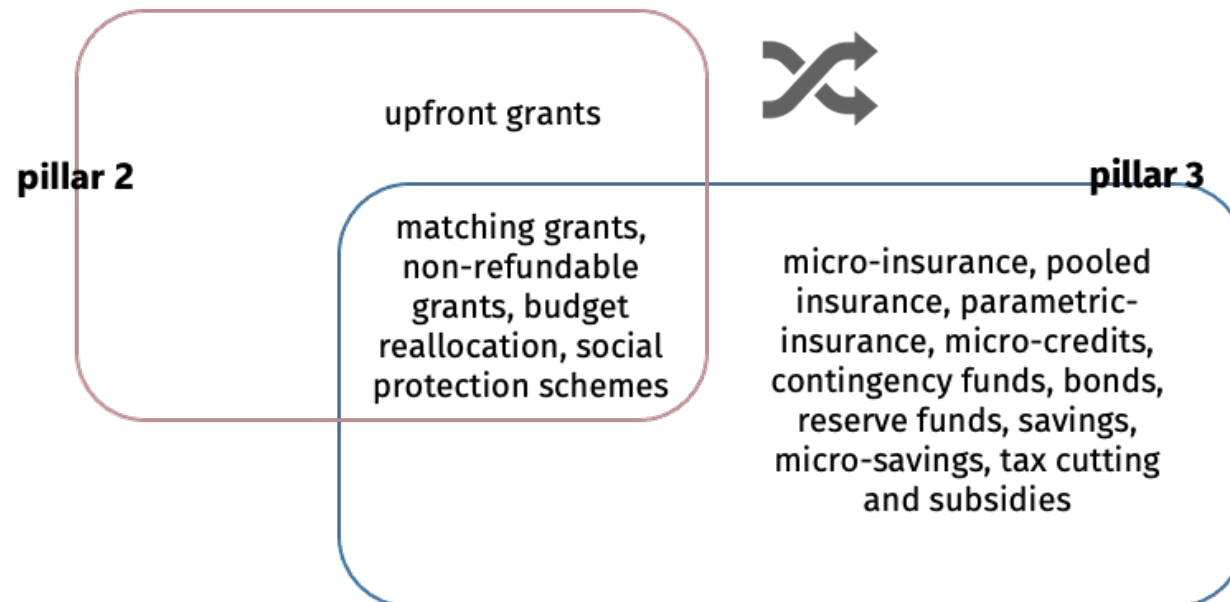 upfront grants
pillar 2
pillar 3
matching grants,
non-refundable
grants, budget
reallocation, social
protection schemes
micro-insurance, pooled
insurance, parametric-
insurance, micro-credits,
contingency funds, bonds,
reserve funds, savings,
micro-savings, tax cutting
and subsidies